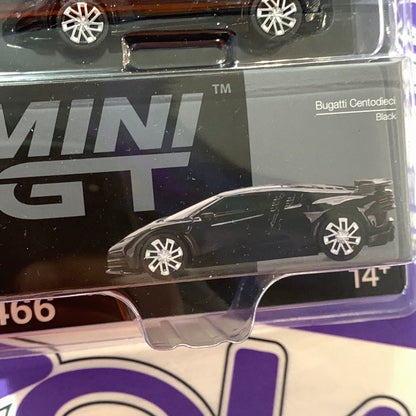 MINI
GT
TM
Bugatti Centodieci
Black
466
14+